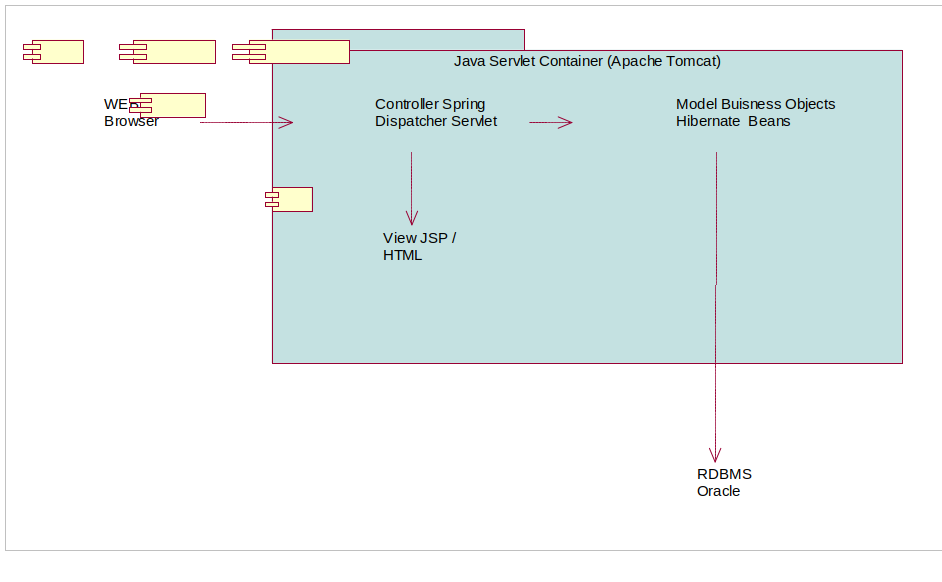 Java Servlet Container (Apache Tomcat)
WEB
Browser
Controller Spring
Dispatcher Servlet
Model Buisness Objects
Hibernate Beans
View JSP /
HTML
RDBMS
Oracle